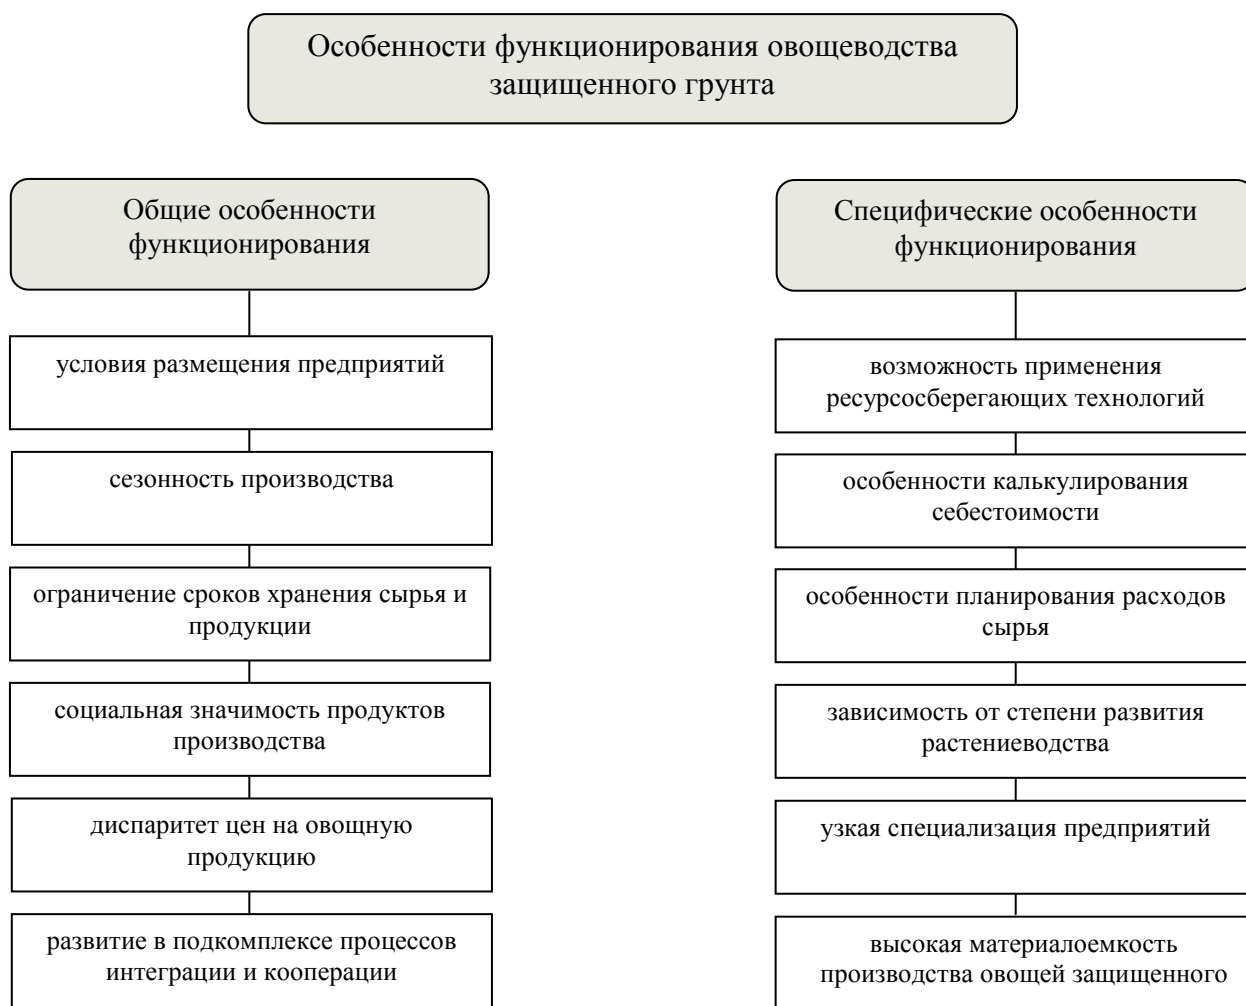 Особенности функционирования овощеводства
защищенного грунта
Общие особенности
функционирования
условия размещения предприятий
сезонность производства
ограничение сроков хранения сырья и
продукции
социальная значимость продуктов
производства
диспаритет цен на овощную
продукцию
развитие в подкомплексе процессов
интеграции и кооперации
Специфические особенности
функционирования
возможность применения
ресурсосберегающих технологий
особенности калькулирования
себестоимости
особенности планирования расходов
сырья
зависимость от степени развития
растениеводства
узкая специализация предприятий
высокая материалоемкость
производства овощей защищенного